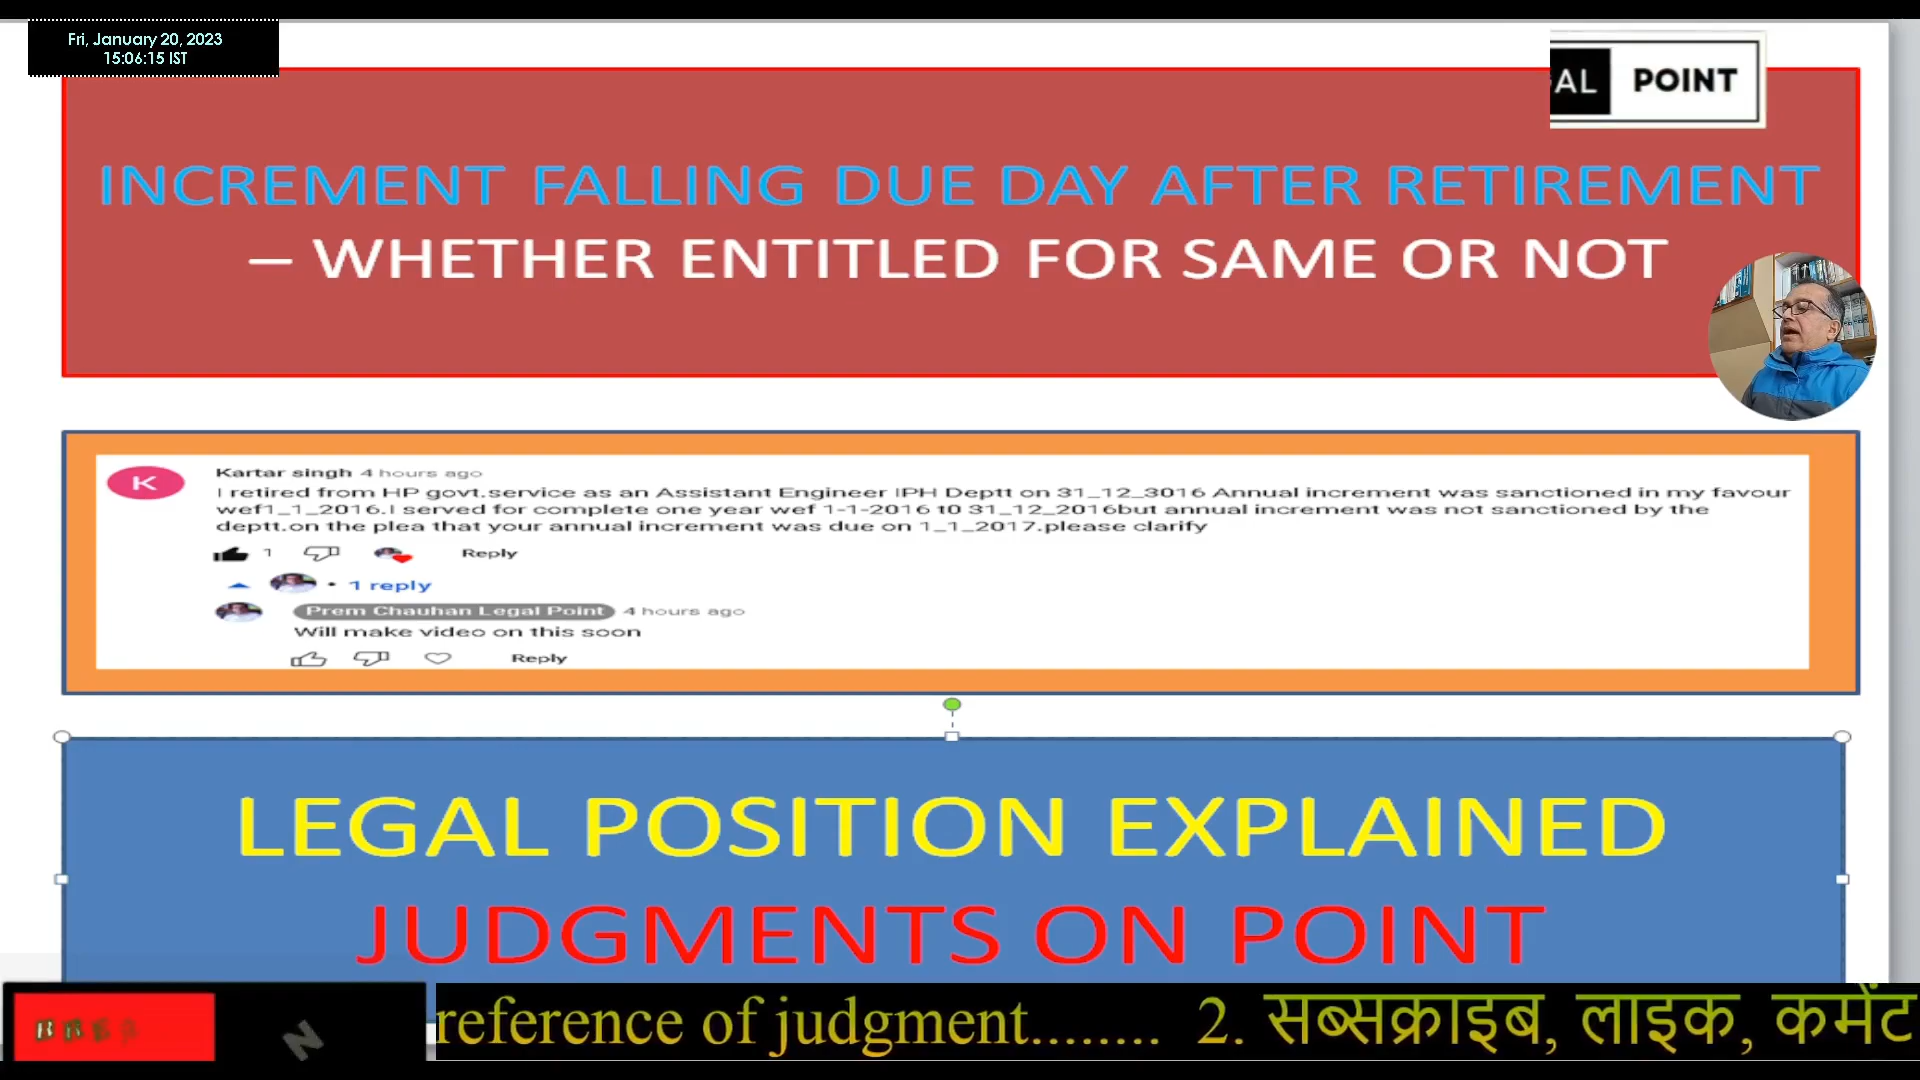 Fri, January 20, 2023
15:06:15 IST
AL POINT
INCREMENT FALLING DUE DAY AFTER RETIREMENT
– WHETHER ENTITLED FOR SAME OR NOT
K
Kartar singh 4 hours ago
I retired from HP govt.service as an Assistant Engineer IPH Deptt on 31_12_3016 Annual increment was sanctioned in my favour
wef1_1_2016.I served for complete one year wef 1-1-2016 t0 31_12_2016but annual increment was not sanctioned by the
deptt.on the plea that your annual increment was due on 1_1_2017.please clarify
1 Reply
• 1 reply
Prem Chauhan Legal Point 4 hours ago
Will make video on this soon
Reply
LEGAL POSITION EXPLAINED
JUDGMENTS ON POINT
N
reference of judgment........ 2. सब्सक्राइब, लाइक, कमेंट